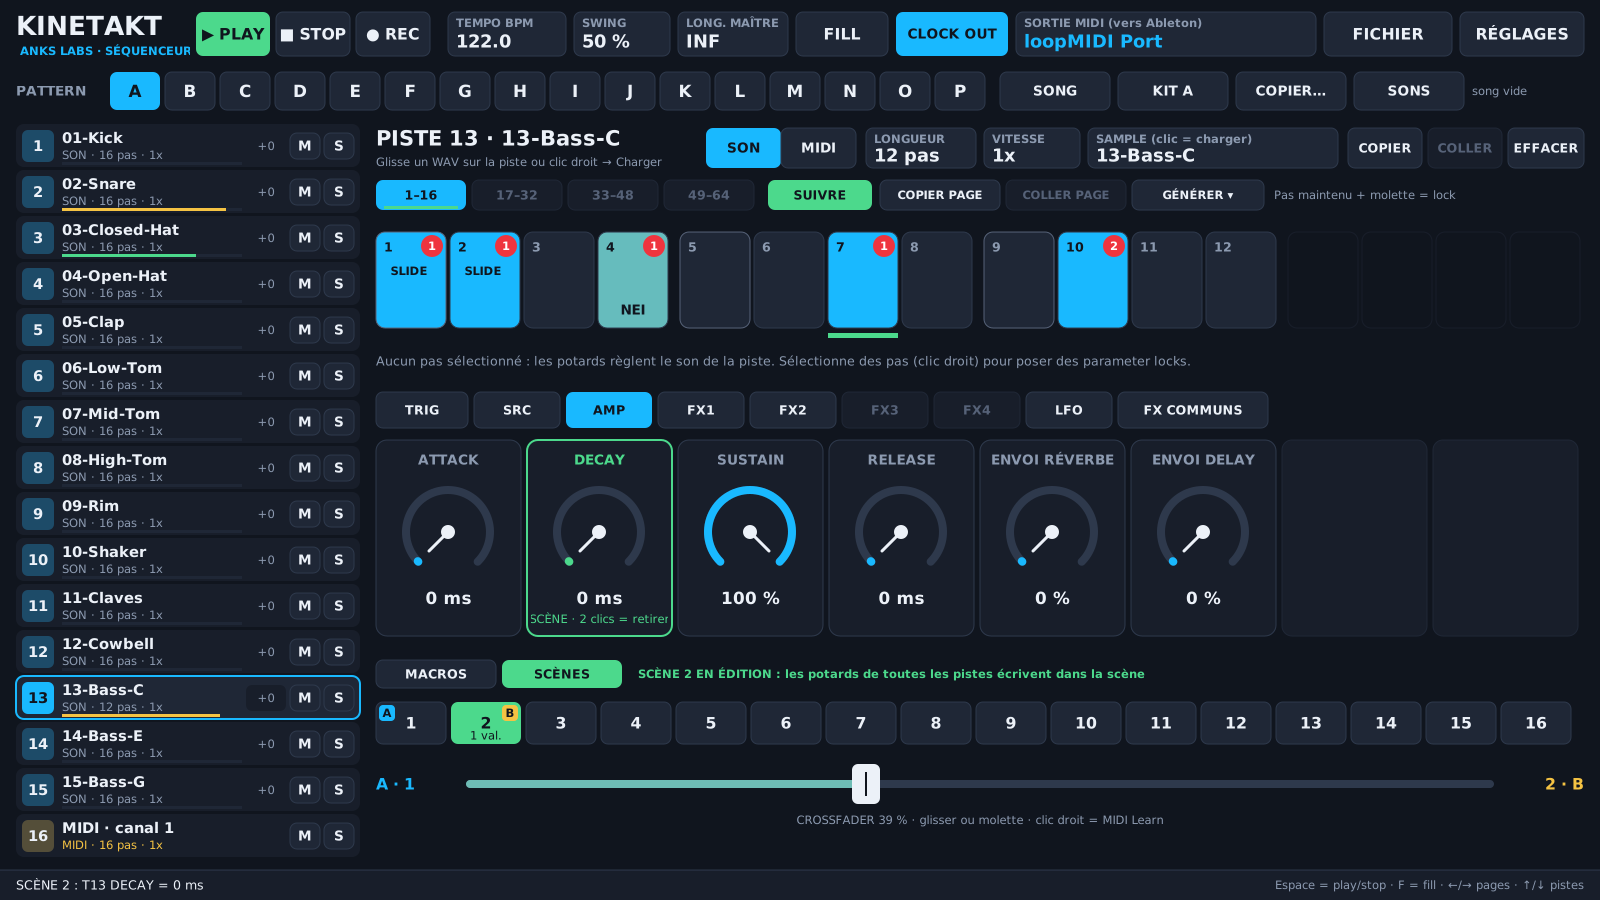 KINETAKT
ANKS LABS · SÉQUENCEUR
▶ PLAY
■ STOP
● REC
TEMPO BPM
122.0
SWING
50 %
LONG. MAÎTRE
INF
FILL
CLOCK OUT
SORTIE MIDI (vers Ableton)
loopMIDI Port
FICHIER
RÉGLAGES
PATTERN
A B C D E F G H I J K L M N O P
SONG
KIT A
COPIER...
SONS
song vide
1
01-Kick
SON · 16 pas · 1x
+0 M S
2
02-Snare
SON · 16 pas · 1x
+0 M S
3
03-Closed-Hat
SON · 16 pas · 1x
+0 M S
4
04-Open-Hat
SON · 16 pas · 1x
+0 M S
5
05-Clap
SON · 16 pas · 1x
+0 M S
6
06-Low-Tom
SON · 16 pas · 1x
+0 M S
7
07-Mid-Tom
SON · 16 pas · 1x
+0 M S
8
08-High-Tom
SON · 16 pas · 1x
+0 M S
9
09-Rim
SON · 16 pas · 1x
+0 M S
10
10-Shaker
SON · 16 pas · 1x
+0 M S
11
11-Claves
SON · 16 pas · 1x
+0 M S
12
12-Cowbell
SON · 16 pas · 1x
+0 M S
13
13-Bass-C
SON · 12 pas · 1x
+0 M S
14
14-Bass-E
SON · 16 pas · 1x
+0 M S
15
15-Bass-G
SON · 16 pas · 1x
+0 M S
16
MIDI · canal 1
MIDI · 16 pas · 1x
M S
PISTE 13 · 13-Bass-C
Glisse un WAV sur la piste ou clic droit → Charger
SON
MIDI
LONGUEUR
12 pas
VITESSE
1x
SAMPLE (clic = charger)
13-Bass-C
COPIER
COLLER
EFFACER
1–16
17–32
33–48
49–64
SUIVRE
COPIER PAGE
COLLER PAGE
GÉNÉRER ▾
Pas maintenu + molette = lock
1 1
SLIDE
2 1
SLIDE
3
4 1
NEI
5
6
7 1
8
9
10 2
11
12
Aucun pas sélectionné : les potards règlent le son de la piste. Sélectionne des pas (clic droit) pour poser des parameter locks.
TRIG
SRC
AMP
FX1
FX2
FX3
FX4
LFO
FX COMMUNS
ATTACK
0 ms
DECAY
0 ms
SCÈNE · 2 clics = retirer
SUSTAIN
100 %
RELEASE
0 ms
ENVOI RÉVERBE
0 %
ENVOI DELAY
0 %
MACROS
SCÈNES
SCÈNE 2 EN ÉDITION : les potards de toutes les pistes écrivent dans la scène
A 1
2 B
1 val.
3 4 5 6 7 8 9 10 11 12 13 14 15 16
A · 1
2 · B
CROSSFADER 39 % · glisser ou molette · clic droit = MIDI Learn
SCÈNE 2 : T13 DECAY = 0 ms
Espace = play/stop · F = fill · ←/→ pages · ↑/↓ pistes